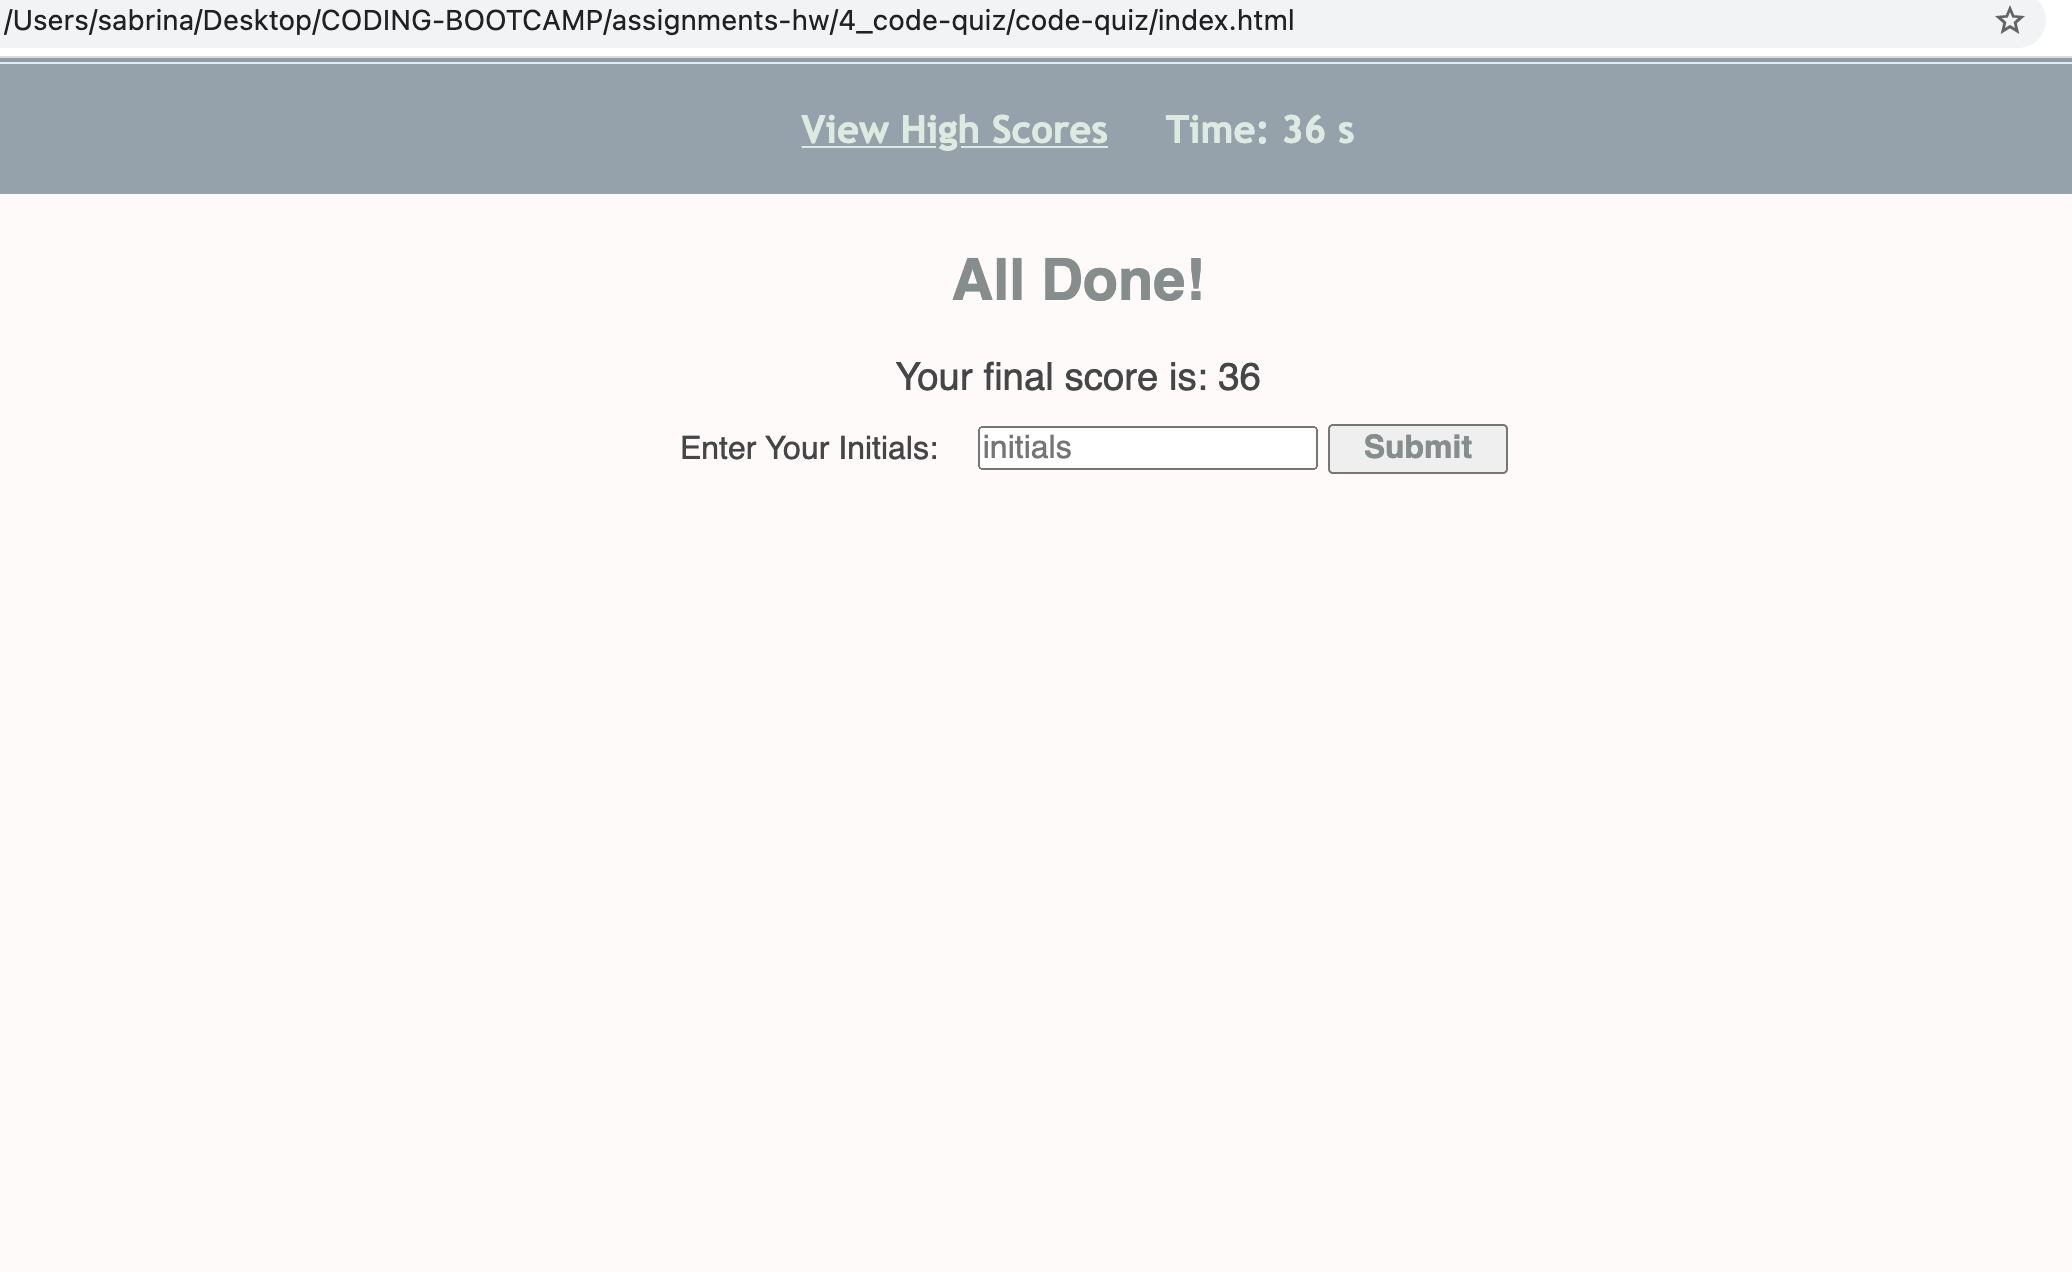 /Users/sabrina/Desktop/CODING-BOOTCAMP/assignments-hw/4_code-quiz/code-quiz/index.html
View High Scores Time: 36 s
All Done!
Your final score is: 36
Enter Your Initials: initials Submit